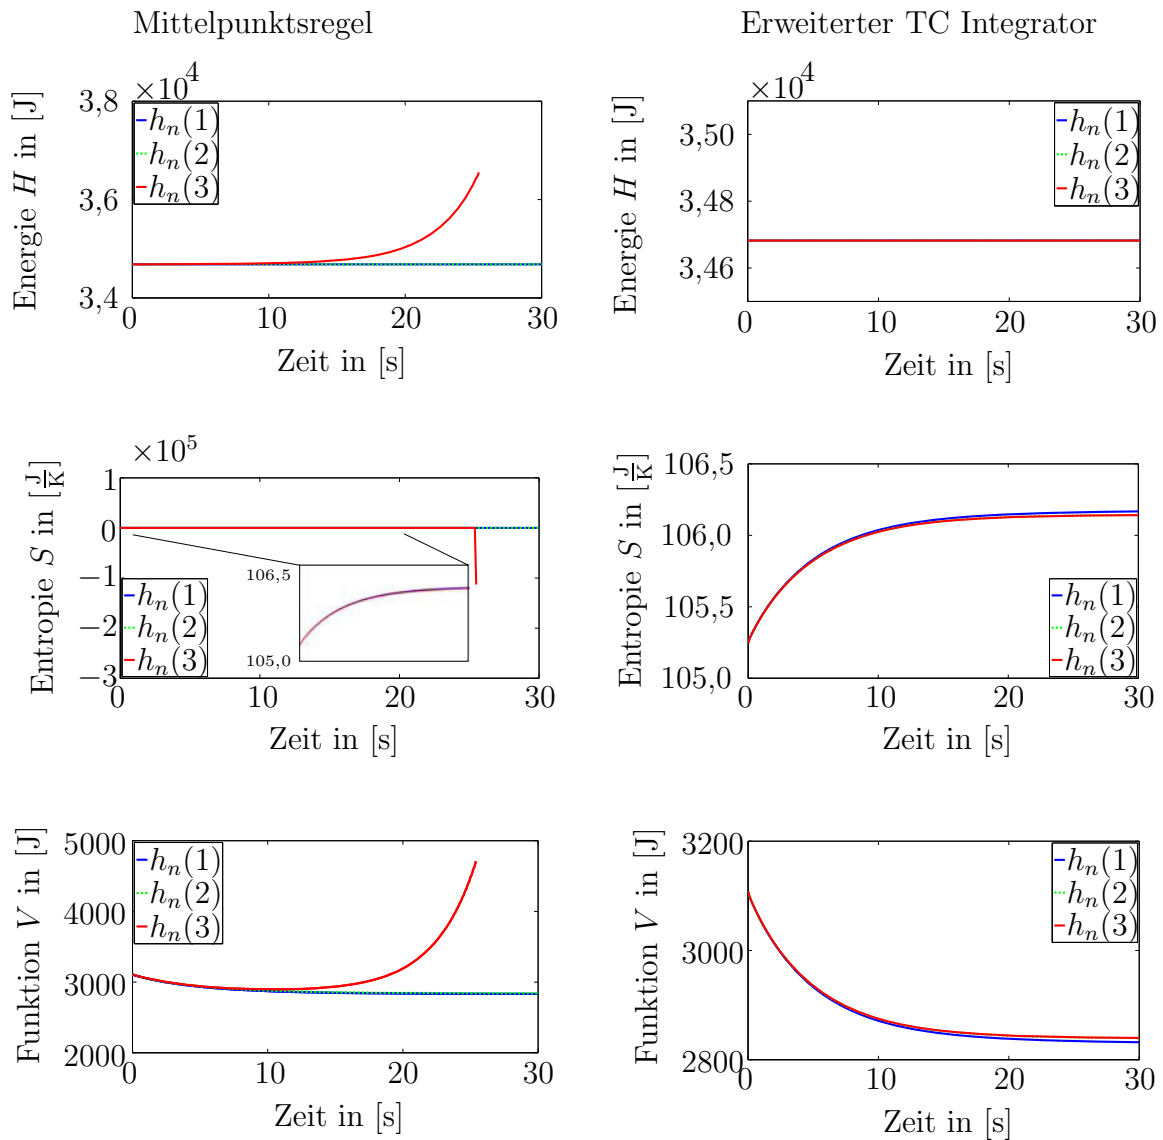 Mittelpunktsregel
Erweiterter TC Integrator
×10⁴
3,8
3,6
3,4
Energie H in [J]
h_n(1)
h_n(2)
h_n(3)
0 10 20 30
Zeit in [s]
×10⁴
3,50
3,48
3,46
Energie H in [J]
h_n(1)
h_n(2)
h_n(3)
0 10 20 30
Zeit in [s]
×10⁵
1
0
−1
−2
−3
Entropie S in [J/K]
h_n(1)
h_n(2)
h_n(3)
106,5
105,0
0 10 20 30
Zeit in [s]
106,5
106,0
105,5
105,0
Entropie S in [J/K]
h_n(1)
h_n(2)
h_n(3)
0 10 20 30
Zeit in [s]
5000
4000
3000
2000
Funktion V in [J]
h_n(1)
h_n(2)
h_n(3)
0 10 20 30
Zeit in [s]
3200
3000
2800
Funktion V in [J]
h_n(1)
h_n(2)
h_n(3)
0 10 20 30
Zeit in [s]